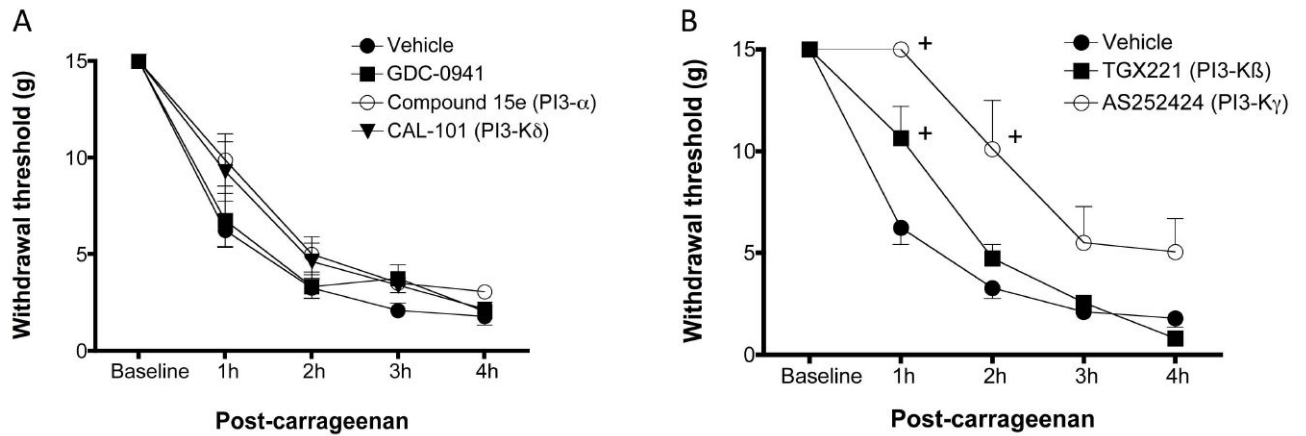 A
Vehicle
GDC-0941
Compound 15e (PI3-α)
CAL-101 (PI3-Kδ)
Withdrawal threshold (g)
15
10
5
0
Baseline 1h 2h 3h 4h
Post-carrageenan
B
Vehicle
TGX221 (PI3-Kß)
AS252424 (PI3-Kγ)
Withdrawal threshold (g)
15
10
5
0
+
+
+
Baseline 1h 2h 3h 4h
Post-carrageenan